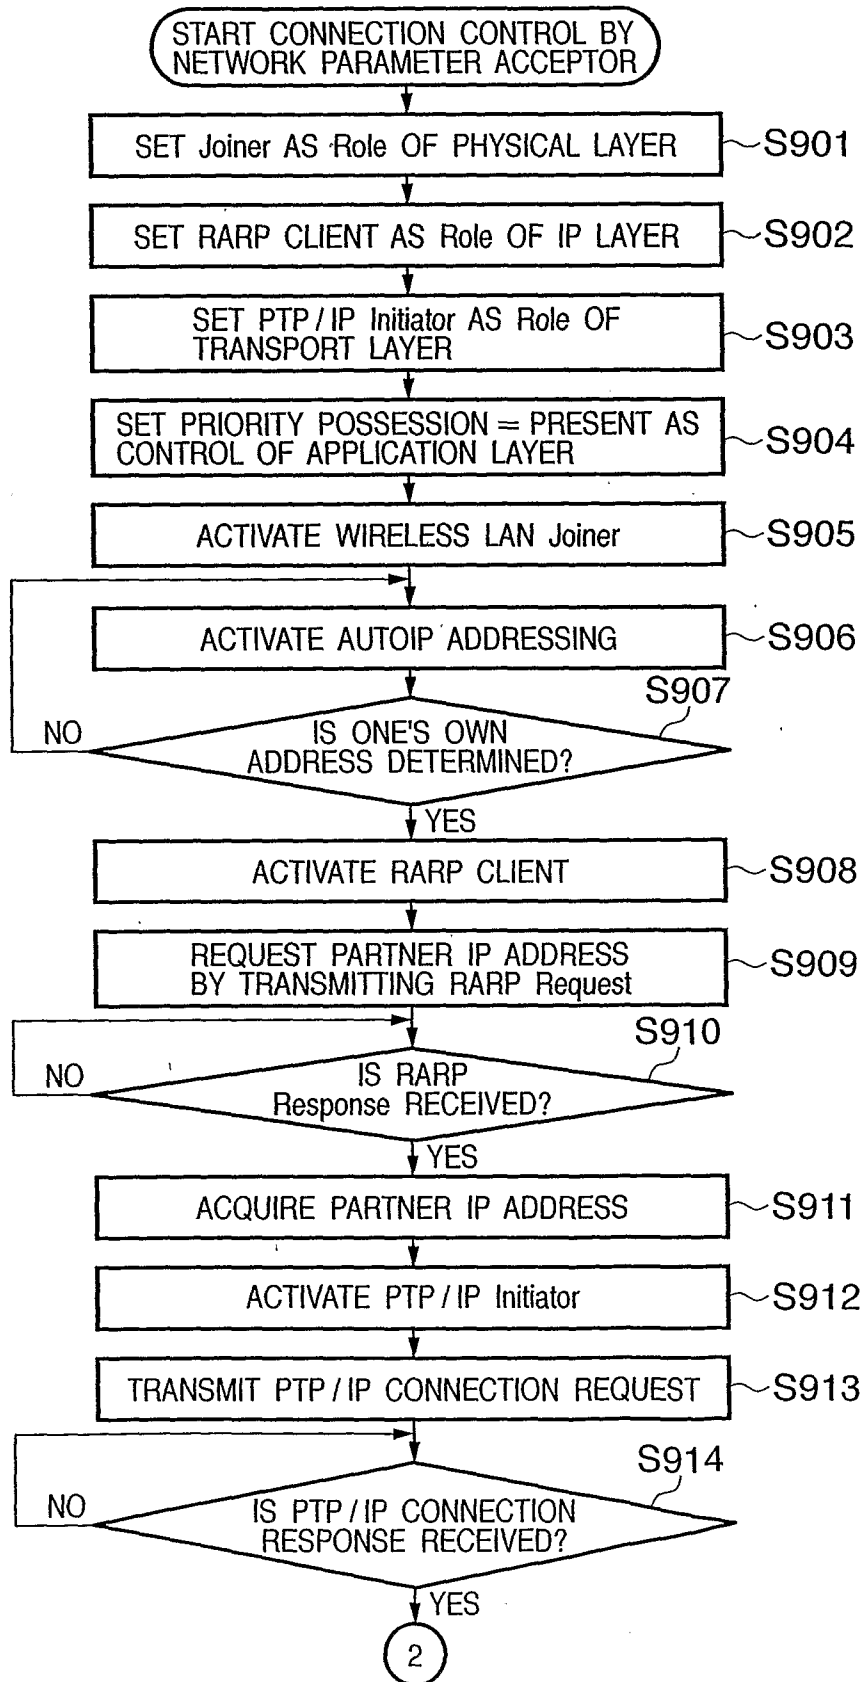 START CONNECTION CONTROL BY
NETWORK PARAMETER ACCEPTOR
SET Joiner AS Role OF PHYSICAL LAYER
S901
SET RARP CLIENT AS Role OF IP LAYER
S902
SET PTP / IP Initiator AS Role OF
TRANSPORT LAYER
S903
SET PRIORITY POSSESSION = PRESENT AS
CONTROL OF APPLICATION LAYER
S904
ACTIVATE WIRELESS LAN Joiner
S905
ACTIVATE AUTOIP ADDRESSING
S906
S907
NO
IS ONE'S OWN
ADDRESS DETERMINED?
YES
ACTIVATE RARP CLIENT
S908
REQUEST PARTNER IP ADDRESS
BY TRANSMITTING RARP Request
S909
S910
NO
IS RARP
Response RECEIVED?
YES
ACQUIRE PARTNER IP ADDRESS
S911
ACTIVATE PTP / IP Initiator
S912
TRANSMIT PTP / IP CONNECTION REQUEST
S913
S914
NO
IS PTP / IP CONNECTION
RESPONSE RECEIVED?
YES
2